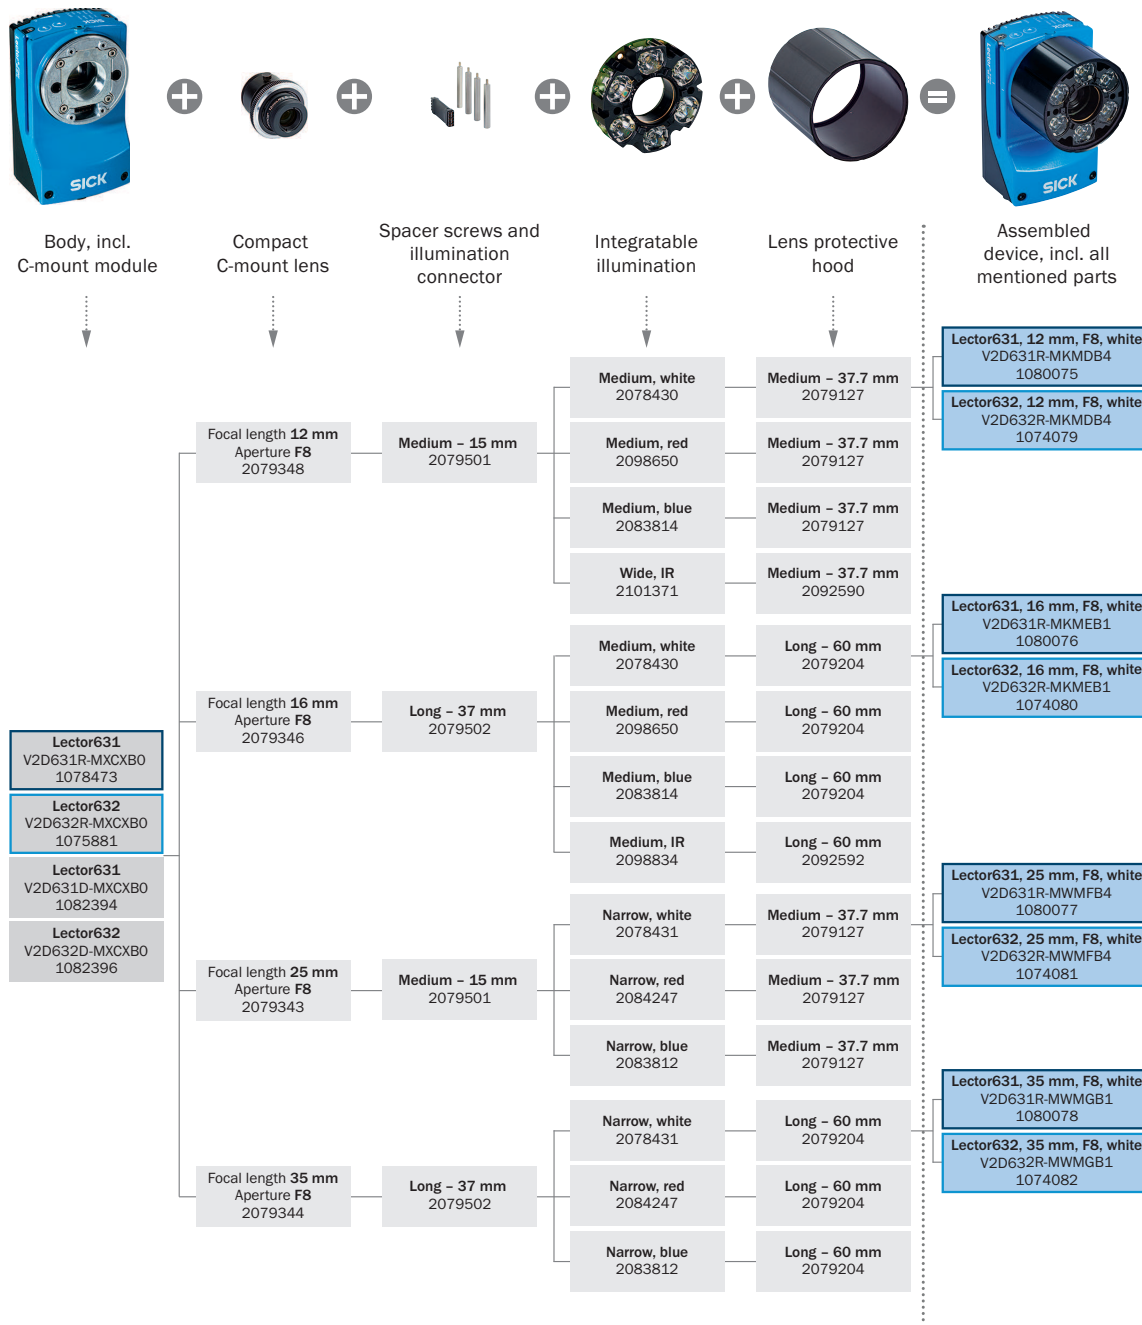 SICK
SICK
Body, incl.
C-mount module
Compact
C-mount lens
Spacer screws and
illumination
connector
Integratable
illumination
Lens protective
hood
Assembled
device, incl. all
mentioned parts
Lector631
V2D631R-MXCXB0
1078473
Lector632
V2D632R-MXCXB0
1075881
Lector631
V2D631D-MXCXB0
1082394
Lector632
V2D632D-MXCXB0
1082396
Focal length 12 mm
Aperture F8
2079348
Medium – 15 mm
2079501
Medium, white
2078430
Medium – 37.7 mm
2079127
Medium, red
2098650
Medium – 37.7 mm
2079127
Medium, blue
2083814
Medium – 37.7 mm
2079127
Wide, IR
2101371
Medium – 37.7 mm
2092590
Lector631, 12 mm, F8, white
V2D631R-MKMDB4
1080075
Lector632, 12 mm, F8, white
V2D632R-MKMDB4
1074079
Focal length 16 mm
Aperture F8
2079346
Long – 37 mm
2079502
Medium, white
2078430
Long – 60 mm
2079204
Medium, red
2098650
Long – 60 mm
2079204
Medium, blue
2083814
Long – 60 mm
2079204
Medium, IR
2098834
Long – 60 mm
2092592
Lector631, 16 mm, F8, white
V2D631R-MKMEB1
1080076
Lector632, 16 mm, F8, white
V2D632R-MKMEB1
1074080
Focal length 25 mm
Aperture F8
2079343
Medium – 15 mm
2079501
Narrow, white
2078431
Medium – 37.7 mm
2079127
Narrow, red
2084247
Medium – 37.7 mm
2079127
Narrow, blue
2083812
Medium – 37.7 mm
2079127
Lector631, 25 mm, F8, white
V2D631R-MWMFB4
1080077
Lector632, 25 mm, F8, white
V2D632R-MWMFB4
1074081
Focal length 35 mm
Aperture F8
2079344
Long – 37 mm
2079502
Narrow, white
2078431
Long – 60 mm
2079204
Narrow, red
2084247
Long – 60 mm
2079204
Narrow, blue
2083812
Long – 60 mm
2079204
Lector631, 35 mm, F8, white
V2D631R-MWMGB1
1080078
Lector632, 35 mm, F8, white
V2D632R-MWMGB1
1074082